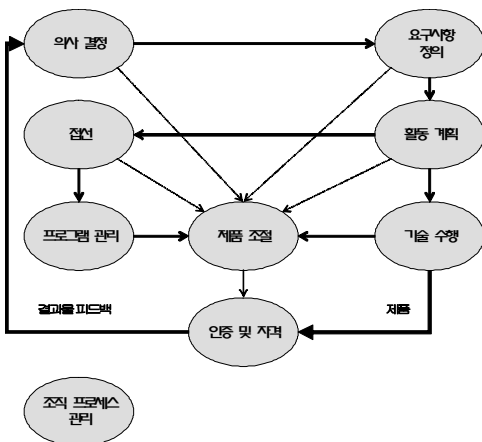 의사 결정
요구사항
정의
접선
활동 계획
프로그램 관리
제품 조절
기술 수행
결과물 피드백
제품
인증 및 자격
조직 프로세스
관리